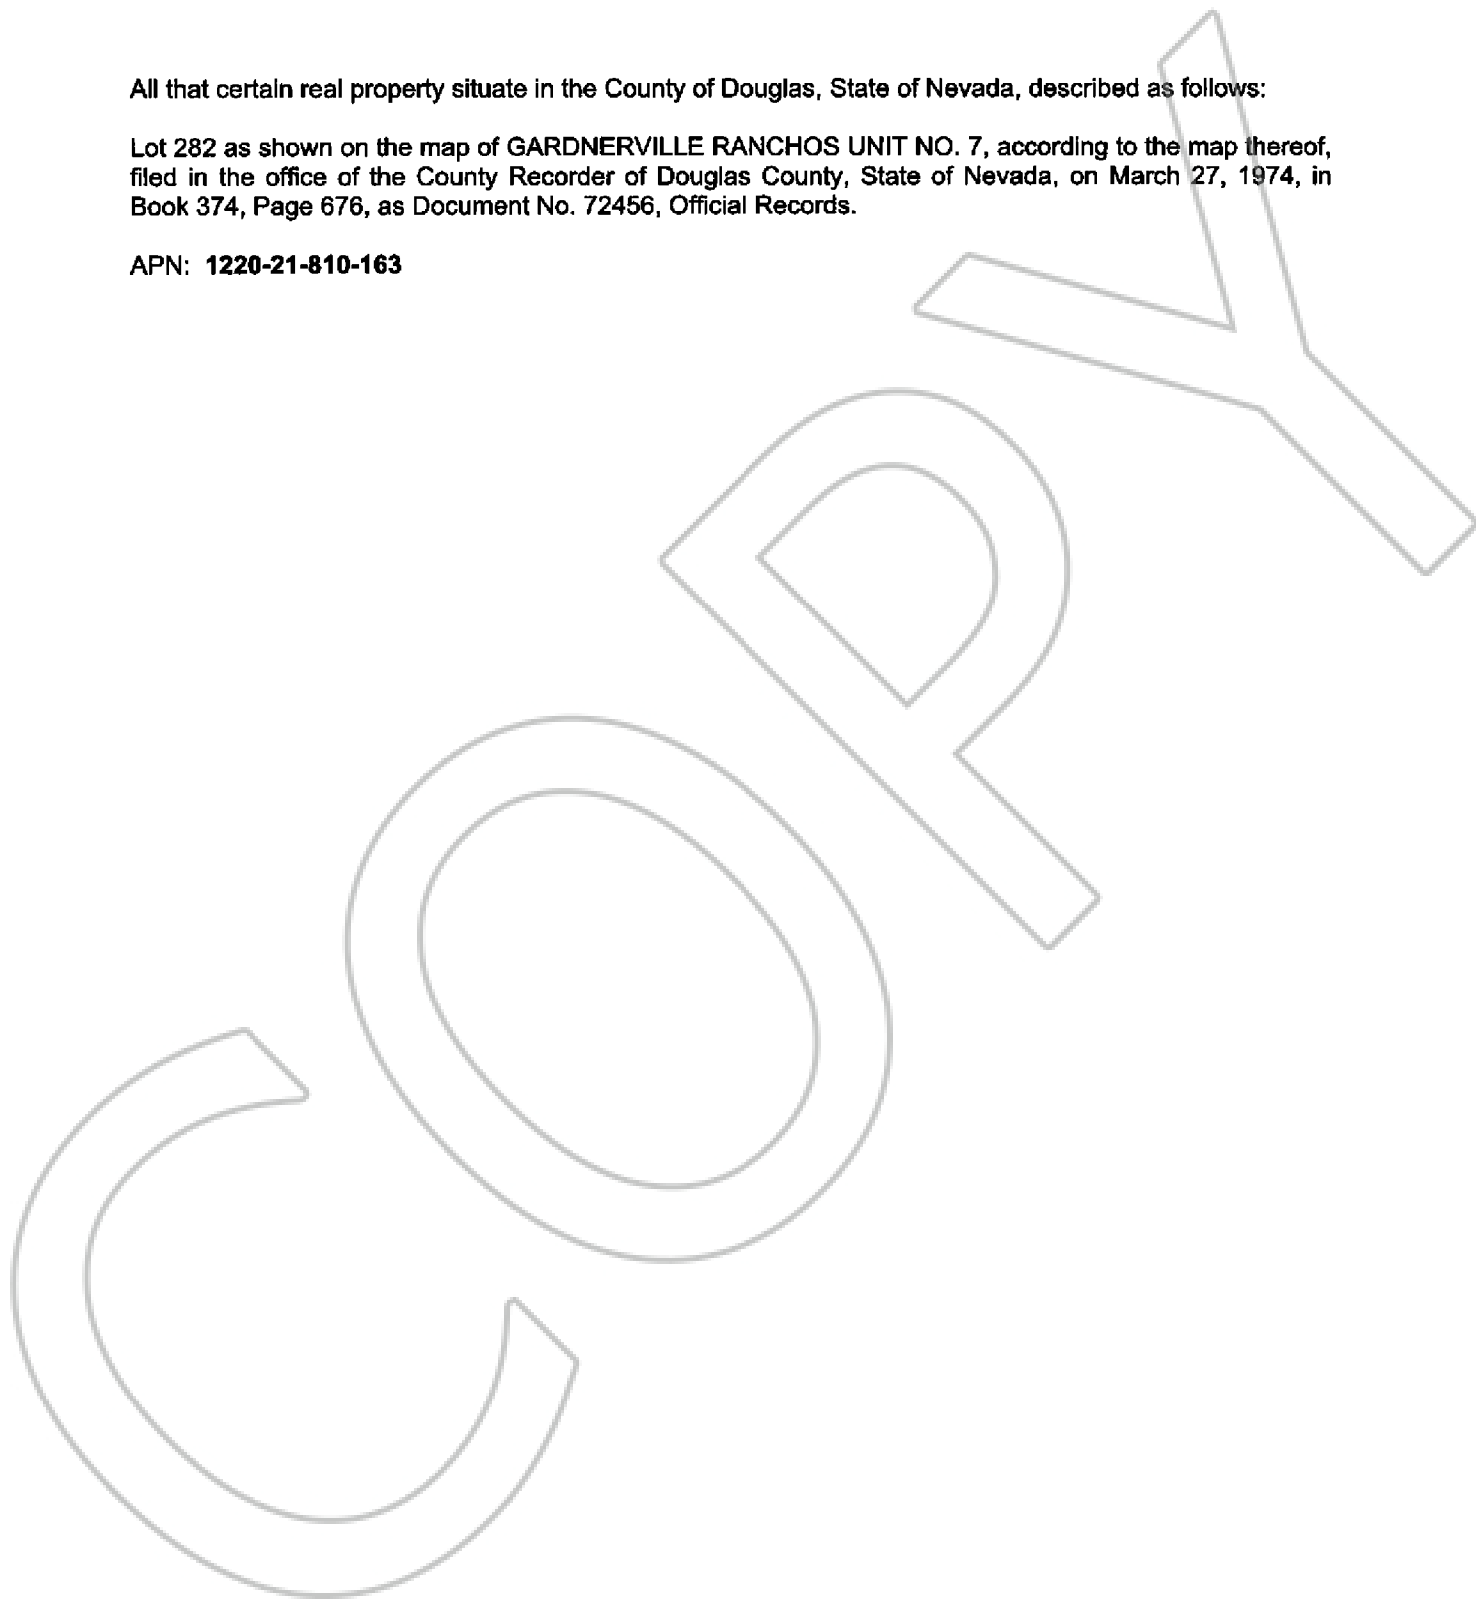 All that certain real property situate in the County of Douglas, State of Nevada, described as follows:
Lot 282 as shown on the map of GARDNERVILLE RANCHOS UNIT NO. 7, according to the map thereof,
filed in the office of the County Recorder of Douglas County, State of Nevada, on March 27, 1974, in
Book 374, Page 676, as Document No. 72456, Official Records.
APN: 1220-21-810-163
COPY